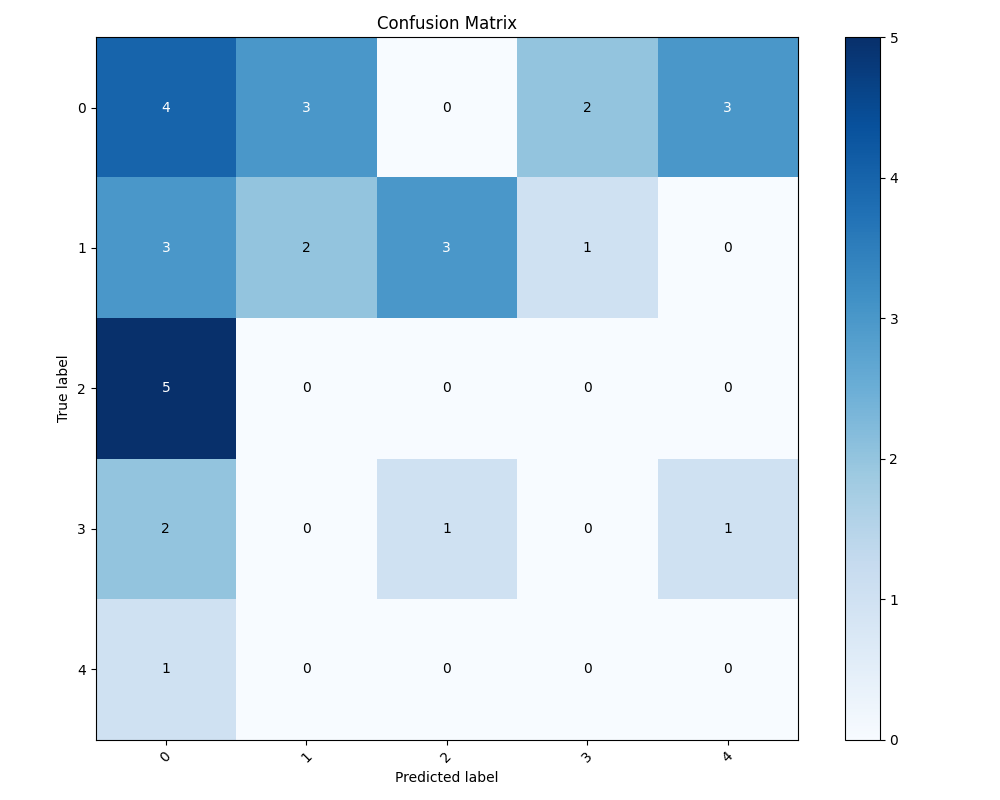 Confusion Matrix
0 4 3 0 2 3
1 3 2 3 1 0
2 5 0 0 0 0
3 2 0 1 0 1
4 1 0 0 0 0
0 1 2 3 4
True label
Predicted label
5
4
3
2
1
0